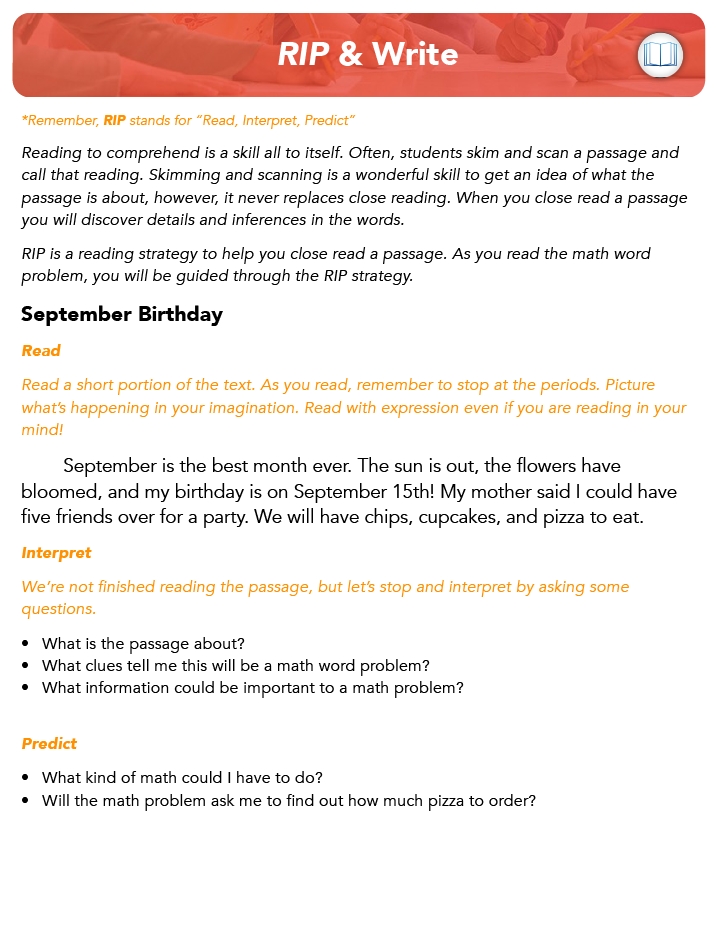 RIP & Write
*Remember, RIP stands for “Read, Interpret, Predict”
Reading to comprehend is a skill all to itself. Often, students skim and scan a passage and
call that reading. Skimming and scanning is a wonderful skill to get an idea of what the
passage is about, however, it never replaces close reading. When you close read a passage
you will discover details and inferences in the words.
RIP is a reading strategy to help you close read a passage. As you read the math word
problem, you will be guided through the RIP strategy.
September Birthday
Read
Read a short portion of the text. As you read, remember to stop at the periods. Picture
what’s happening in your imagination. Read with expression even if you are reading in your
mind!
September is the best month ever. The sun is out, the flowers have
bloomed, and my birthday is on September 15th! My mother said I could have
five friends over for a party. We will have chips, cupcakes, and pizza to eat.
Interpret
We’re not finished reading the passage, but let’s stop and interpret by asking some
questions.
• What is the passage about?
• What clues tell me this will be a math word problem?
• What information could be important to a math problem?
Predict
• What kind of math could I have to do?
• Will the math problem ask me to find out how much pizza to order?